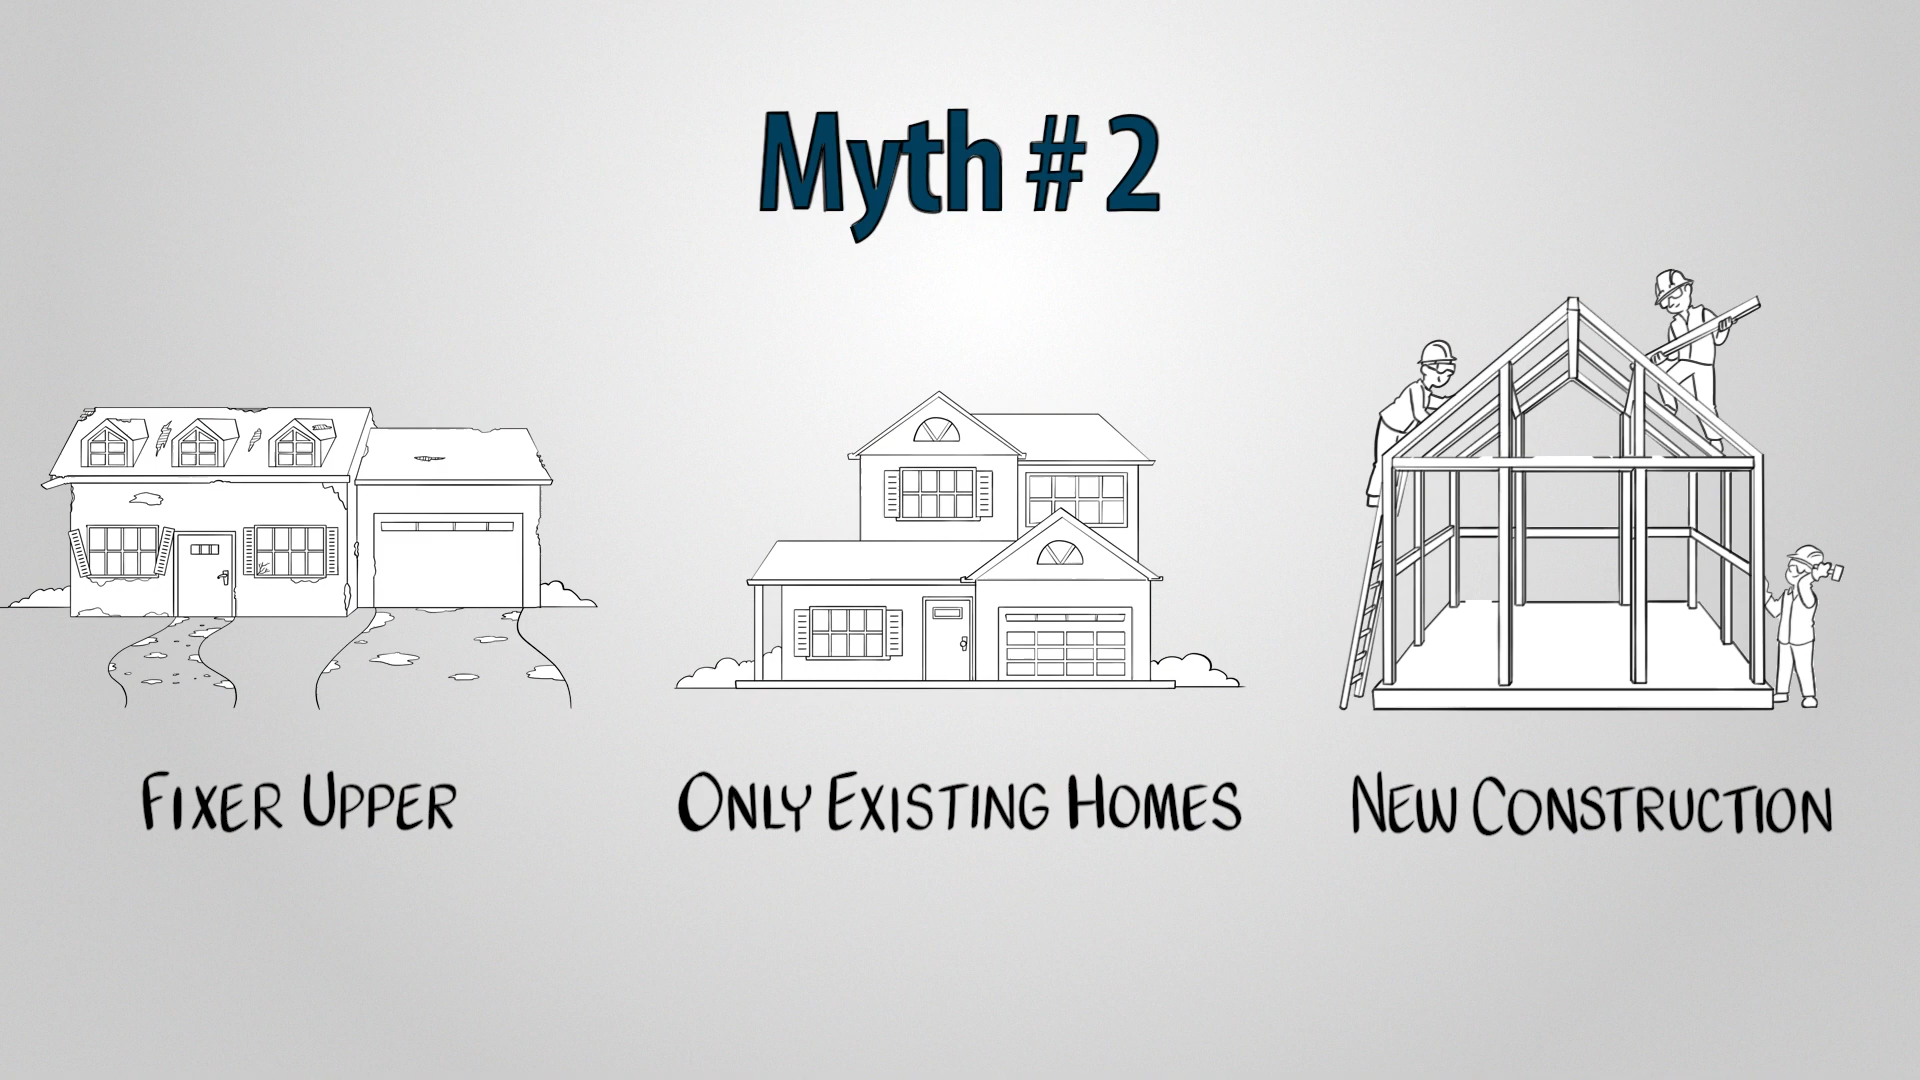 Myth # 2
FIXER UPPER
ONLY EXISTING HOMES
NEW CONSTRUCTION